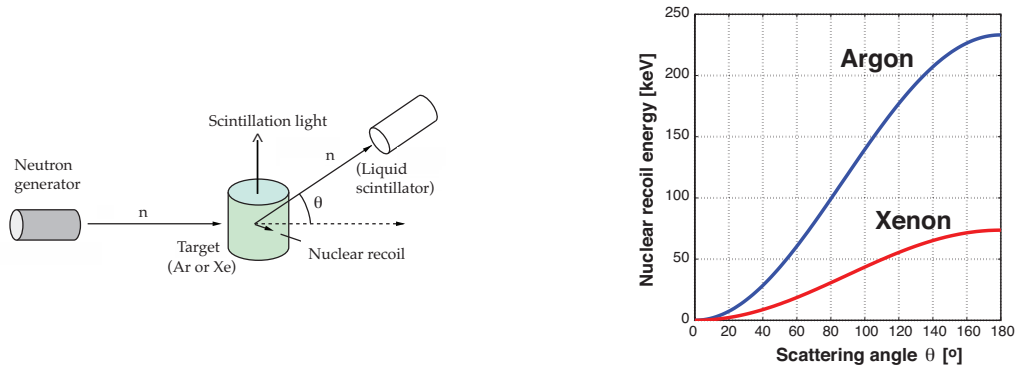 Scintillation light
Neutron
generator
n
n
(Liquid
scintillator)
θ
Target
(Ar or Xe)
Nuclear recoil
Nuclear recoil energy [keV]
250
200
150
100
50
0
Argon
Xenon
0 20 40 60 80 100 120 140 160 180
Scattering angle θ [º]